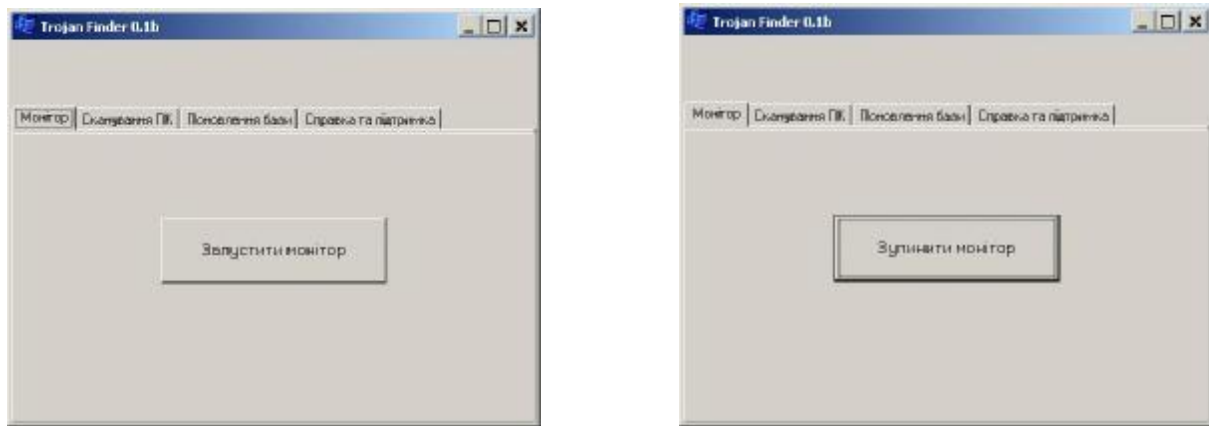 Trojan Finder 0.1b
Монітор Сканування ПК Поновлення бази Справка та підтримка
Запустити монітор
Trojan Finder 0.1b
Монітор Сканування ПК Поновлення бази Справка та підтримка
Зупинити монітор